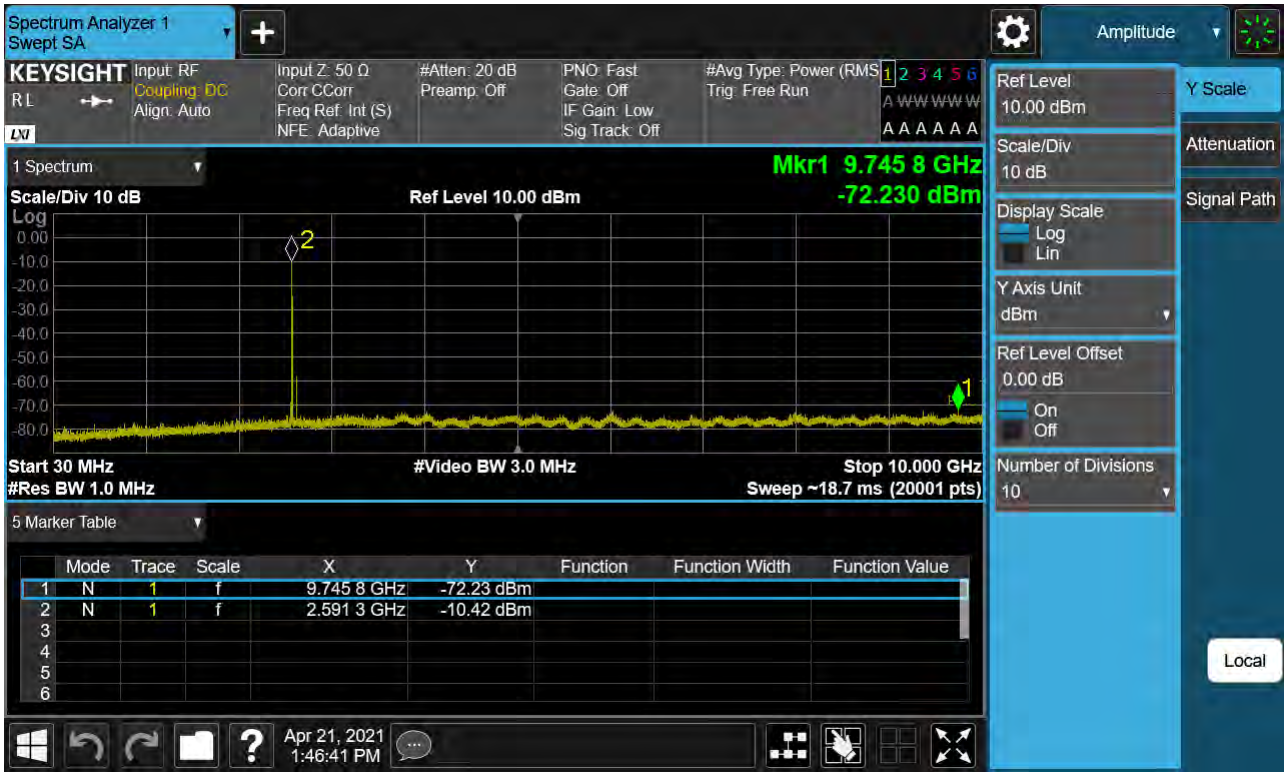 Spectrum Analyzer 1
Swept SA
+
Amplitude
KEYSIGHT
RL
LXI
Input: RF
Coupling: DC
Align: Auto
Input Z: 50 Ω
Corr CCorr
Freq Ref: Int (S)
NFE: Adaptive
#Atten: 20 dB
Preamp: Off
PNO: Fast
Gate: Off
IF Gain: Low
Sig Track: Off
#Avg Type: Power (RMS
Trig: Free Run
1 2 3 4 5 6
A W W W W W
A A A A A A
1 Spectrum
Mkr1 9.745 8 GHz
-72.230 dBm
Scale/Div 10 dB
Ref Level 10.00 dBm
Log
0.00
-10.0
-20.0
-30.0
-40.0
-50.0
-60.0
-70.0
-80.0
2
1
Start 30 MHz
#Video BW 3.0 MHz
Stop 10.000 GHz
#Res BW 1.0 MHz
Sweep ~18.7 ms (20001 pts)
5 Marker Table
Mode Trace Scale X Y Function Function Width Function Value
1 N 1 f 9.745 8 GHz -72.23 dBm
2 N 1 f 2.591 3 GHz -10.42 dBm
3
4
5
6
Ref Level
10.00 dBm
Scale/Div
10 dB
Display Scale
Log
Lin
Y Axis Unit
dBm
Ref Level Offset
0.00 dB
On
Off
Number of Divisions
10
Y Scale
Attenuation
Signal Path
Local
?
Apr 21, 2021
1:46:41 PM